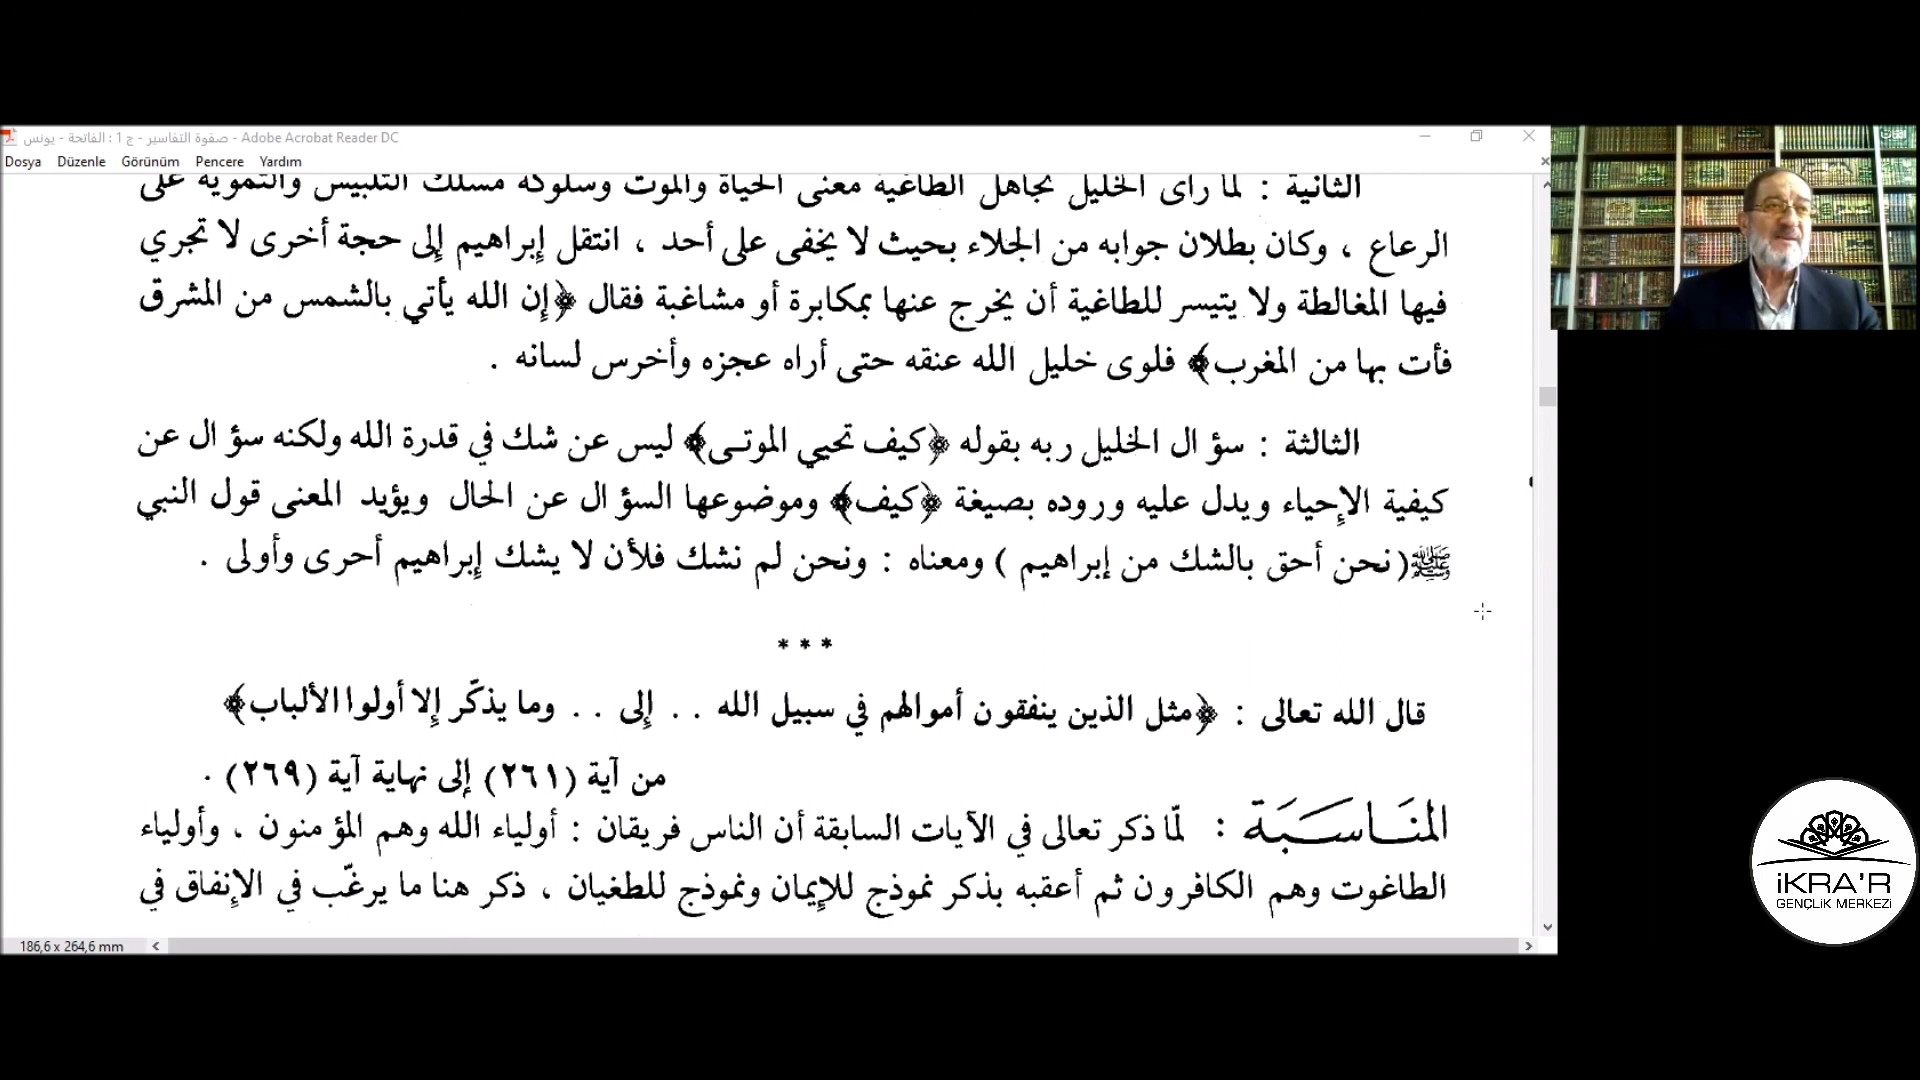 صفوة التفاسير - ج 1 : الفاتحة - يونس - Adobe Acrobat Reader DC
Dosya Düzenle Görünüm Pencere Yardım
الثانية : لما رأى الخليل تجاهل الطاغية معنى الحياة والموت وسلوكه مسلك التلبيس والتمويه على
الرعاع ، وكان بطلان جوابه من الجلاء بحيث لا يخفى على أحد ، انتقل إبراهيم إلى حجة أخرى لا تجري
فيها المغالطة ولا يتيسر للطاغية أن يخرج عنها بمكابرة أو مشاغبة فقال ﴿إن الله يأتي بالشمس من المشرق
فأت بها من المغرب﴾ فلوى خليل الله عنقه حتى أراه عجزه وأخرس لسانه .
الثالثة : سؤال الخليل ربه بقوله ﴿كيف تحيي الموتـى﴾ ليس عن شك في قدرة الله ولكنه سؤال عن
كيفية الإحياء ويدل عليه وروده بصيغة ﴿كيف﴾ وموضوعها السؤال عن الحال ويؤيد المعنى قول النبي
ﷺ(نحن أحق بالشك من إبراهيم ) ومعناه : ونحن لم نشك فلأن لا يشك إبراهيم أحرى وأولى .
* * *
قال الله تعالى : ﴿مثل الذين ينفقون أموالهم في سبيل الله . . إلى . . وما يذكّر إلا أولوا الألباب﴾
من آية (٢٦١) إلى نهاية آية (٢٦٩) .
المنَـاسَـبَـة : لمّا ذكر تعالى في الآيات السابقة أن الناس فريقان : أولياء الله وهم المؤمنون ، وأولياء
الطاغوت وهم الكافرون ثم أعقبه بذكر نموذج للإيمان ونموذج للطغيان ، ذكر هنا ما يرغّب في الإنفاق في
186,6 x 264,6 mm
iKRA'R
GENÇLiK MERKEZi